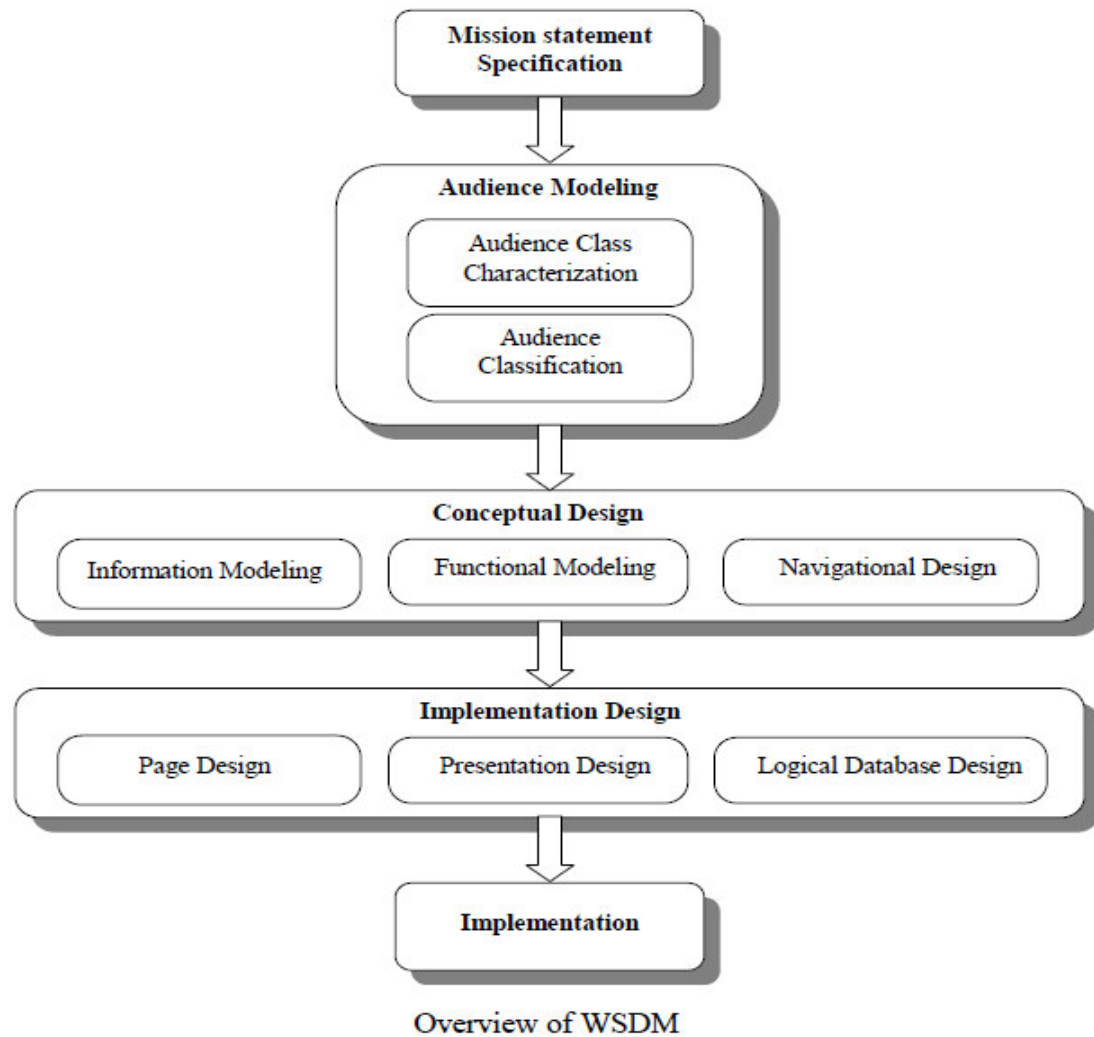 Mission statement
Specification
Audience Modeling
Audience Class
Characterization
Audience
Classification
Conceptual Design
Information Modeling
Functional Modeling
Navigational Design
Implementation Design
Page Design
Presentation Design
Logical Database Design
Implementation
Overview of WSDM